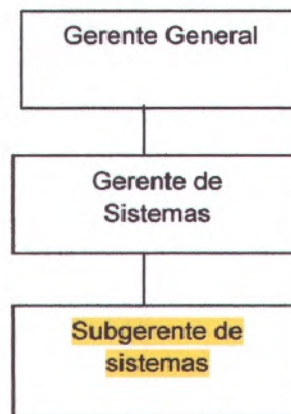 Gerente General
Gerente de
Sistemas
Subgerente de
sistemas